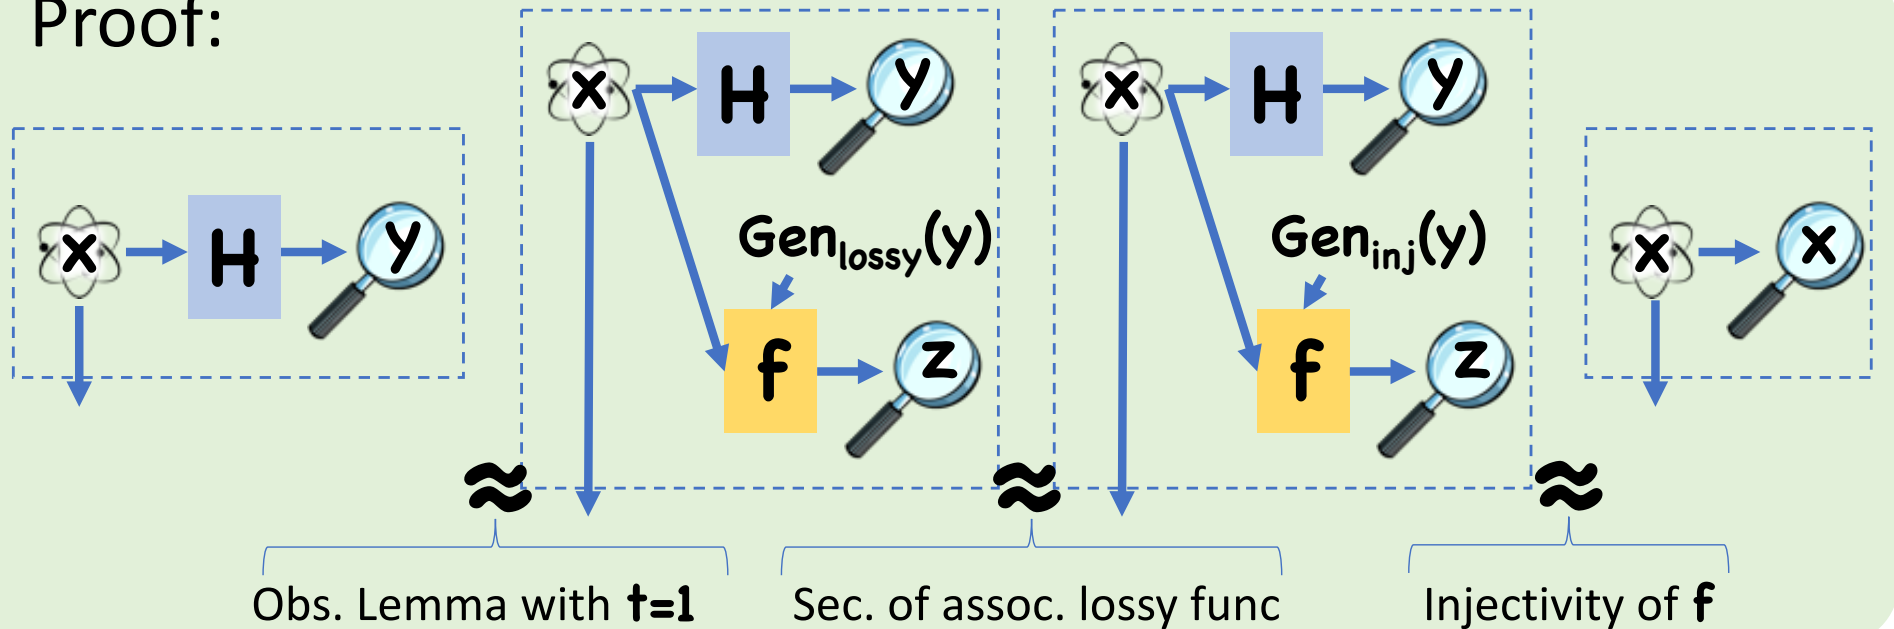 Proof:
x H y
x H y
Gen_lossy(y)
f z
x H y
Gen_inj(y)
f z
x x
≈ ≈ ≈
Obs. Lemma with t=1
Sec. of assoc. lossy func
Injectivity of f